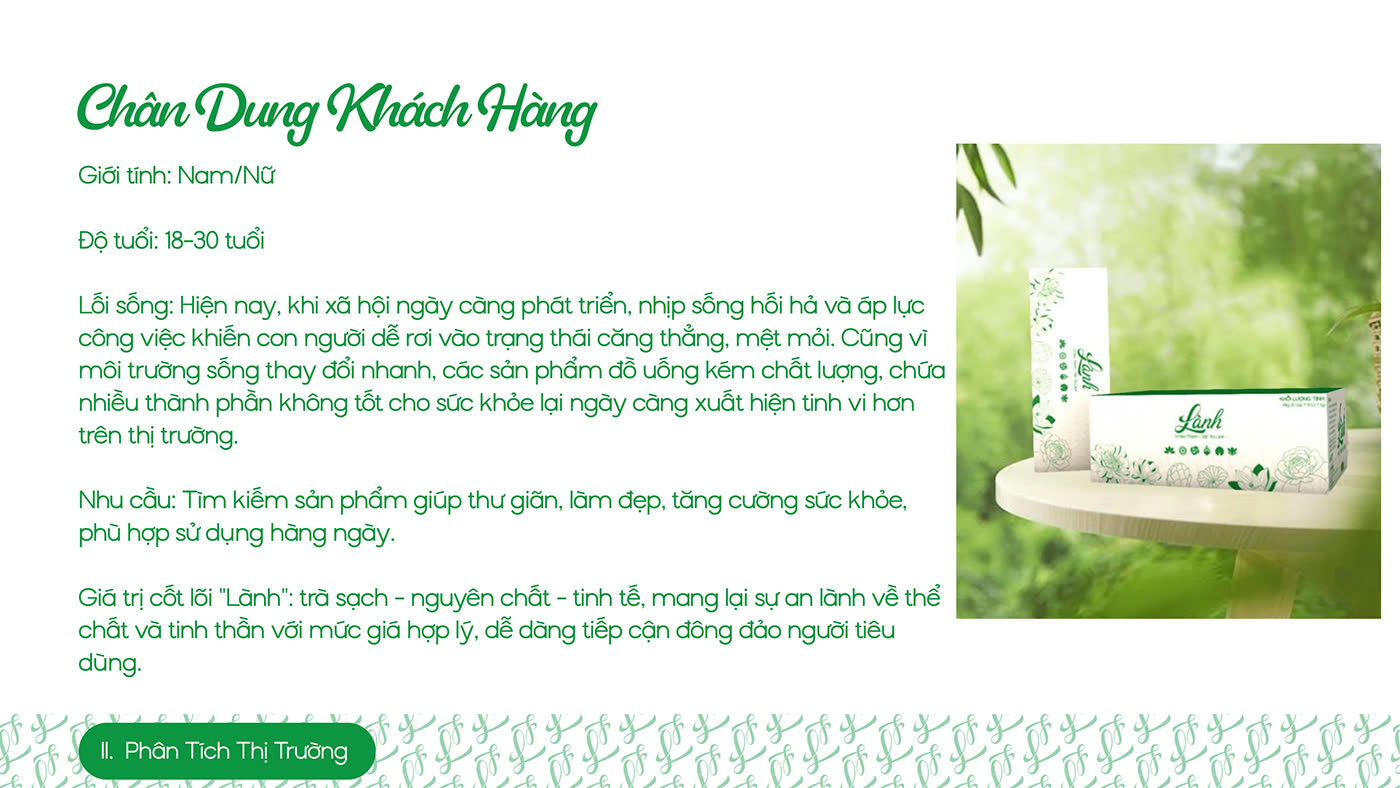 Chân Dung Khách Hàng
Giới tính: Nam/Nữ
Độ tuổi: 18-30 tuổi
Lối sống: Hiện nay, khi xã hội ngày càng phát triển, nhịp sống hối hả và áp lực
công việc khiến con người dễ rơi vào trạng thái căng thẳng, mệt mỏi. Cũng vì
môi trường sống thay đổi nhanh, các sản phẩm đồ uống kém chất lượng, chứa
nhiều thành phần không tốt cho sức khỏe lại ngày càng xuất hiện tinh vi hơn
trên thị trường.
Nhu cầu: Tìm kiếm sản phẩm giúp thư giãn, làm đẹp, tăng cường sức khỏe,
phù hợp sử dụng hàng ngày.
Giá trị cốt lõi "Lành": trà sạch - nguyên chất - tinh tế, mang lại sự an lành về thể
chất và tinh thần với mức giá hợp lý, dễ dàng tiếp cận đông đảo người tiêu
dùng.
Lành
Lành
KHỐI LƯỢNG TỊNH
II. Phân Tích Thị Trường